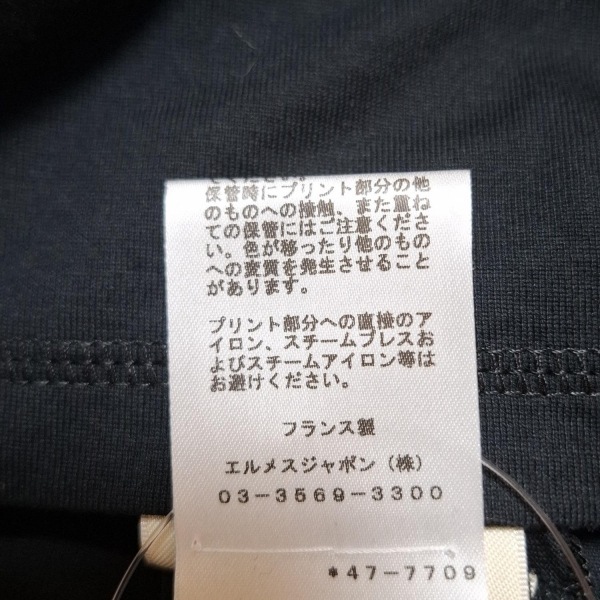 てください。
保管時にプリント部分の他
のものへの接触、また重ね
ての保管にはご注意くださ
い。色が移ったり他のもの
への変質を発生させること
があります。
プリント部分への直接のア
イロン、スチームプレスお
よびスチームアイロン等は
お避けください。
フランス製
エルメスジャポン（株）
03-3569-3300
*47-7709